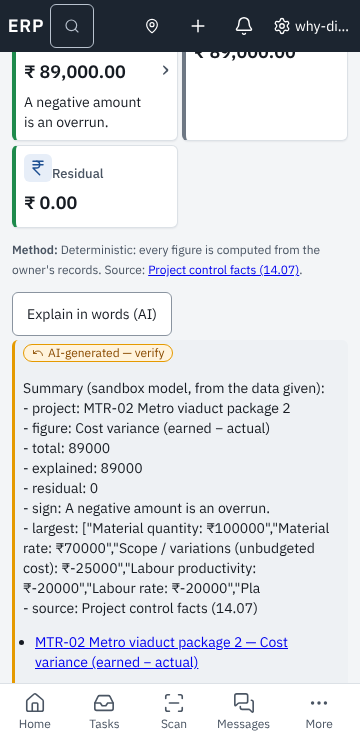 ERP
why-di...
₹ 89,000.00
₹ 89,000.00
A negative amount
is an overrun.
₹ Residual
₹ 0.00
Method: Deterministic: every figure is computed from the
owner's records. Source: Project control facts (14.07).
Explain in words (AI)
AI-generated — verify
Summary (sandbox model, from the data given):
- project: MTR-02 Metro viaduct package 2
- figure: Cost variance (earned − actual)
- total: 89000
- explained: 89000
- residual: 0
- sign: A negative amount is an overrun.
- largest: ["Material quantity: ₹100000","Material
rate: ₹70000","Scope / variations (unbudgeted
cost): ₹-25000","Labour productivity:
₹-20000","Labour rate: ₹-20000","Pla
- source: Project control facts (14.07)
• MTR-02 Metro viaduct package 2 — Cost
variance (earned − actual)
Home
Tasks
Scan
Messages
More